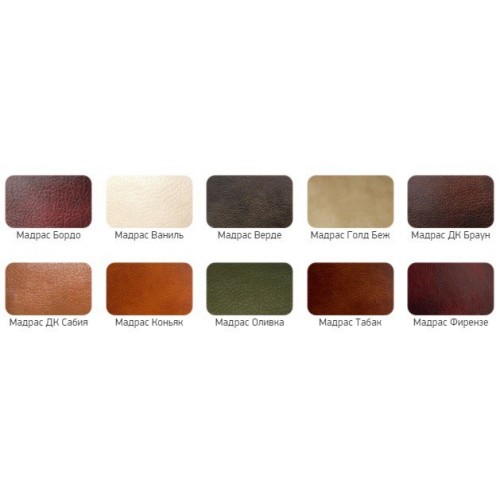 Мадрас Бордо
Мадрас Ваниль
Мадрас Верде
Мадрас Голд Беж
Мадрас ДК Браун
Мадрас ДК Сабия
Мадрас Коньяк
Мадрас Оливка
Мадрас Табак
Мадрас Фирензе